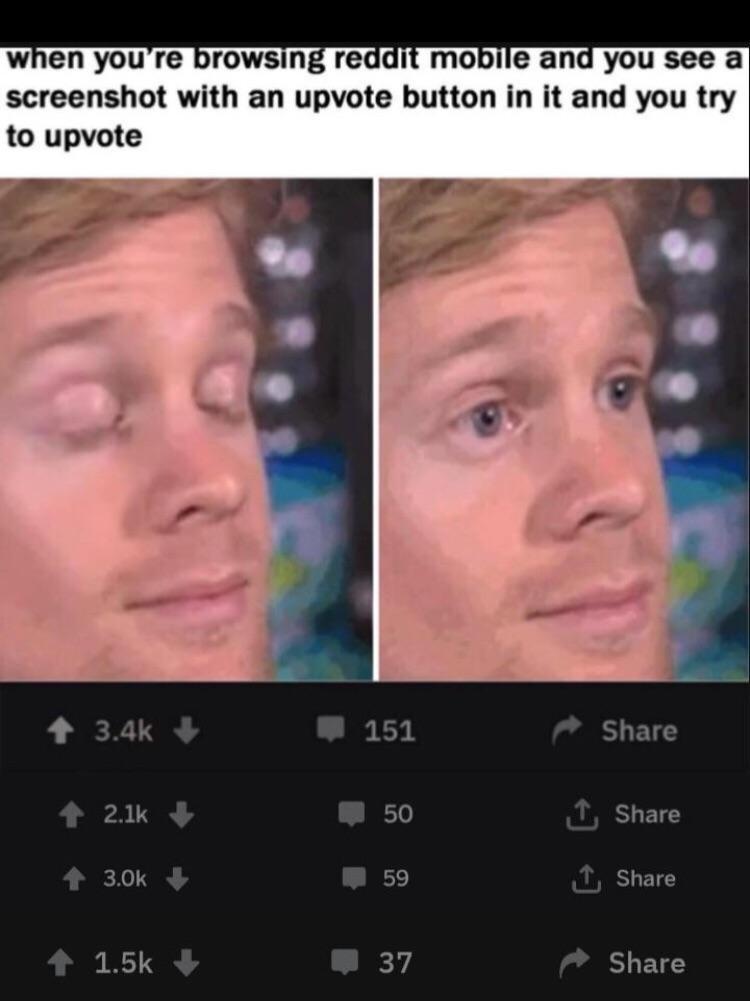 when you're browsing reddit mobile and you see a
screenshot with an upvote button in it and you try
to upvote
3.4k 151 Share
2.1k 50 Share
3.0k 59 Share
1.5k 37 Share